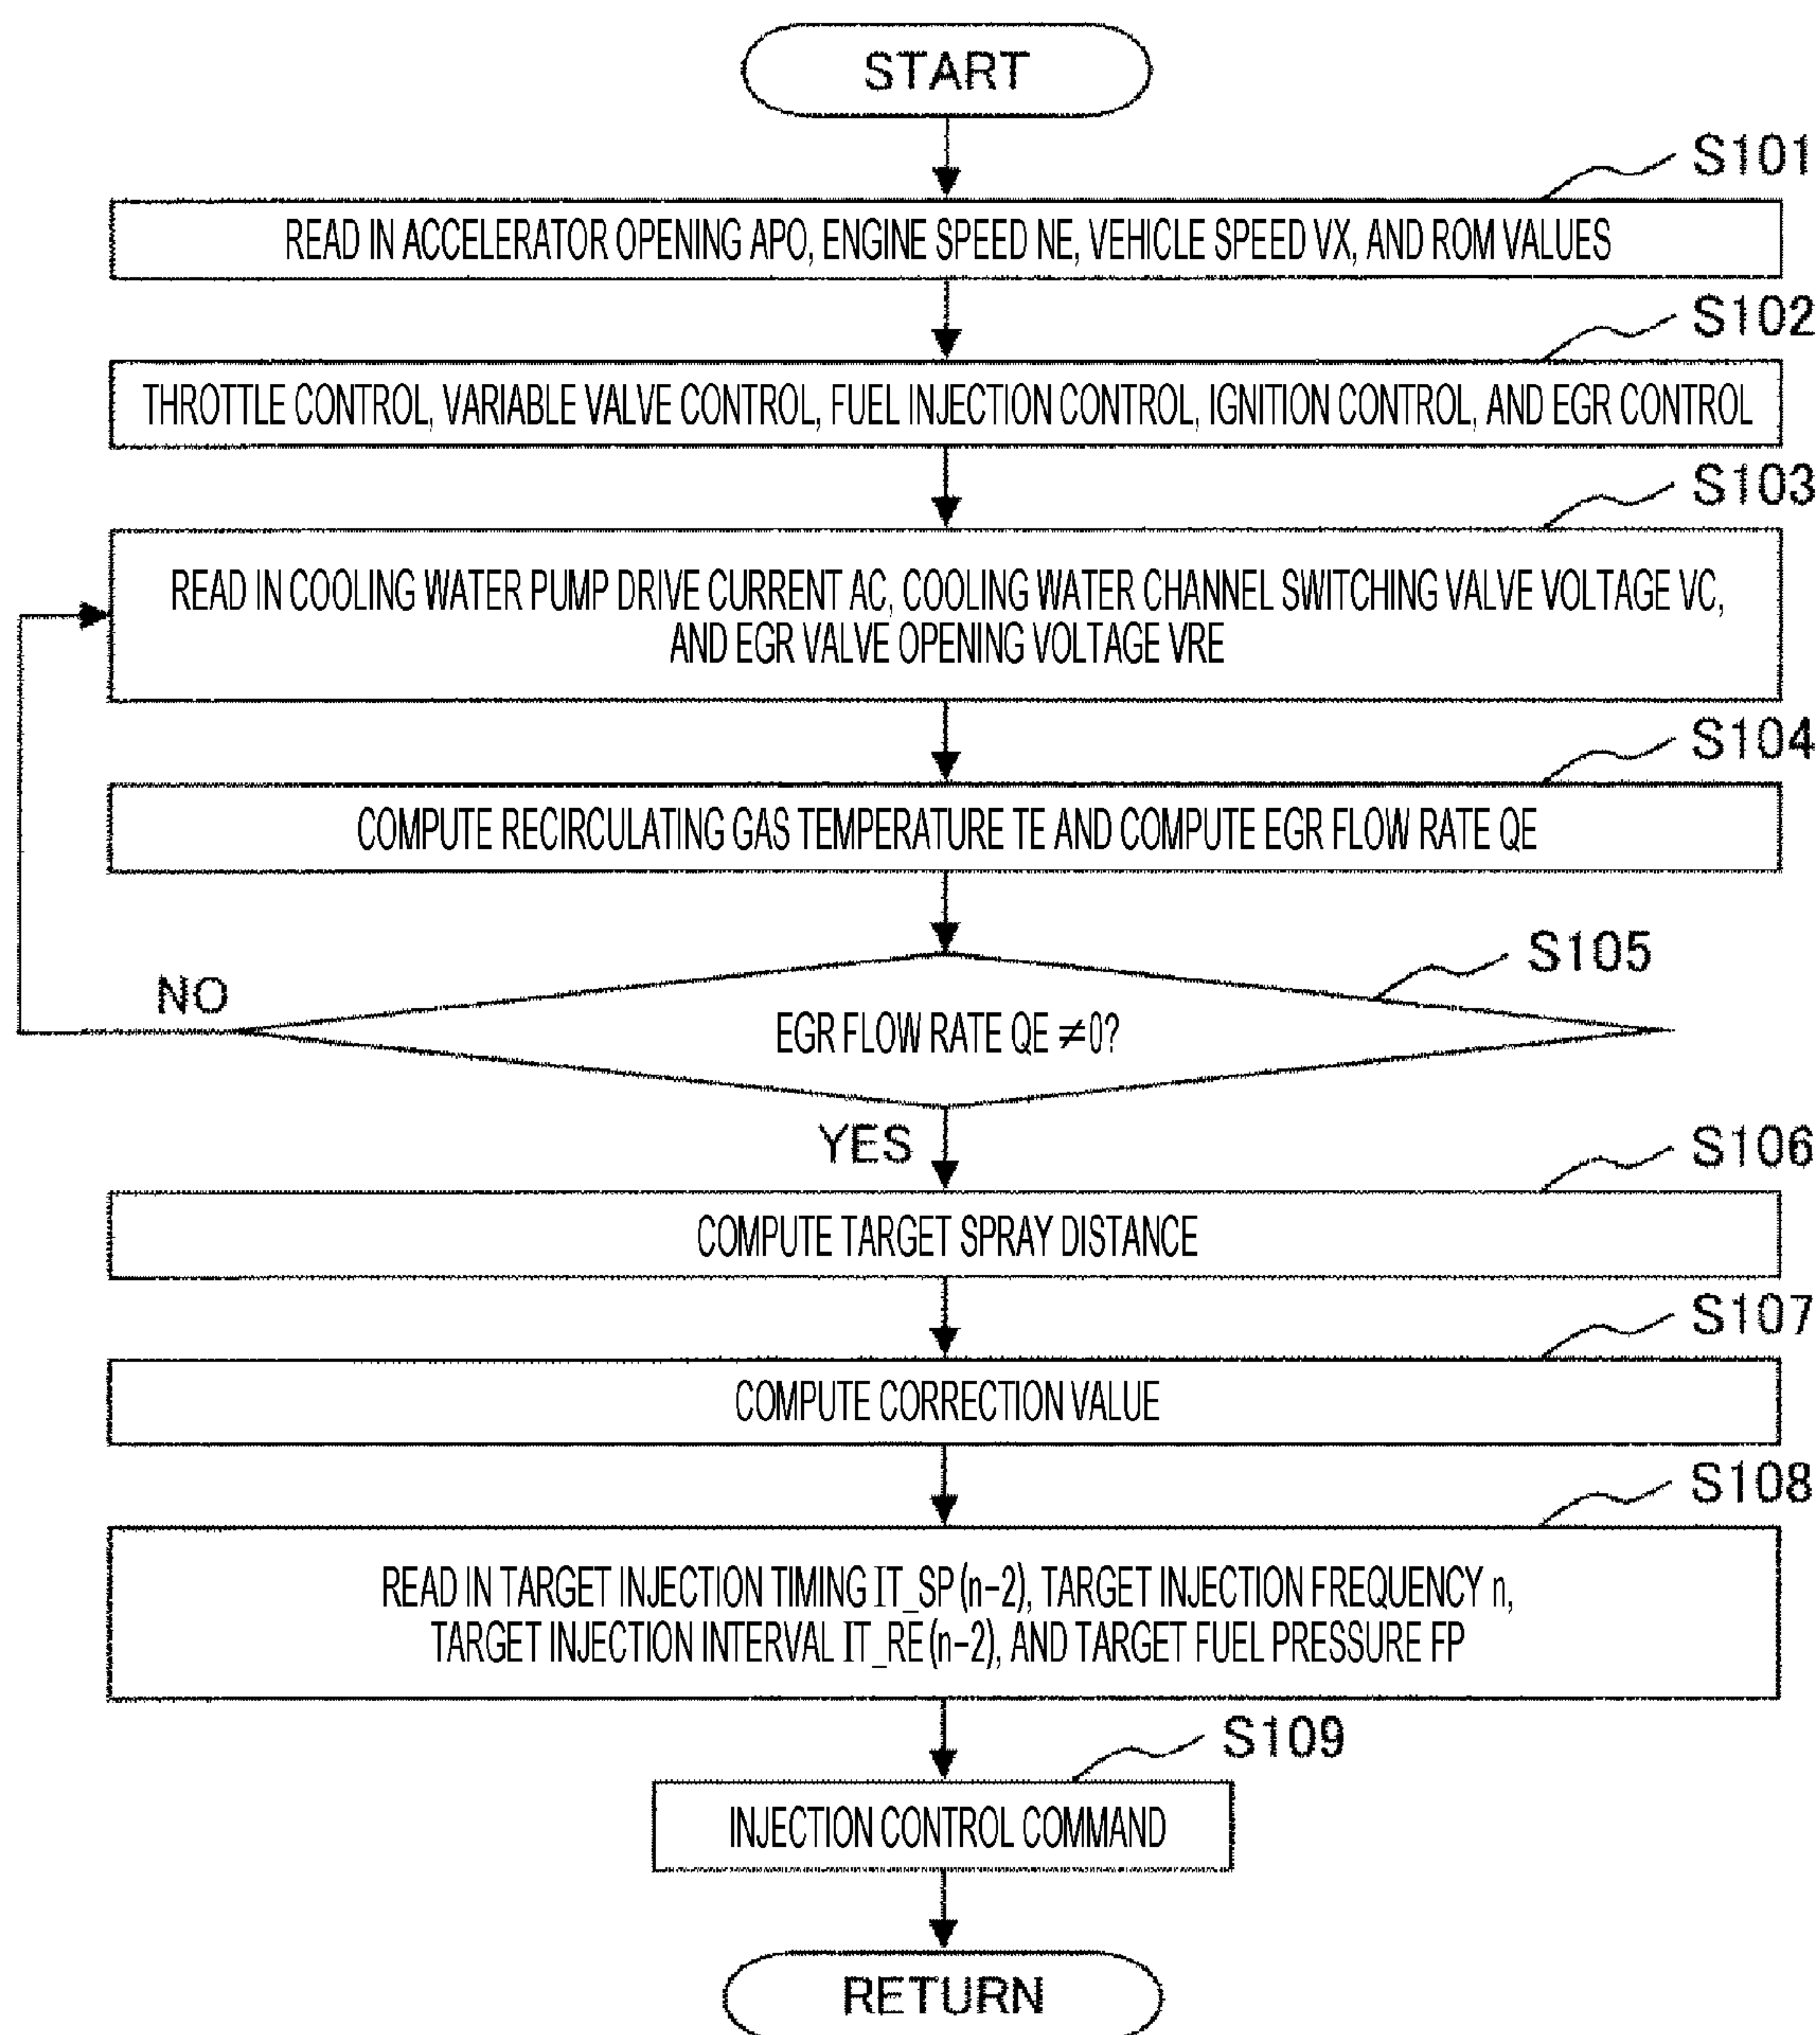 START
S101
READ IN ACCELERATOR OPENING APO, ENGINE SPEED NE, VEHICLE SPEED VX, AND ROM VALUES
S102
THROTTLE CONTROL, VARIABLE VALVE CONTROL, FUEL INJECTION CONTROL, IGNITION CONTROL, AND EGR CONTROL
S103
READ IN COOLING WATER PUMP DRIVE CURRENT AC, COOLING WATER CHANNEL SWITCHING VALVE VOLTAGE VC,
AND EGR VALVE OPENING VOLTAGE VRE
S104
COMPUTE RECIRCULATING GAS TEMPERATURE TE AND COMPUTE EGR FLOW RATE QE
S105
NO
EGR FLOW RATE QE ≠0?
YES
S106
COMPUTE TARGET SPRAY DISTANCE
S107
COMPUTE CORRECTION VALUE
S108
READ IN TARGET INJECTION TIMING IT_SP(n-2), TARGET INJECTION FREQUENCY n,
TARGET INJECTION INTERVAL IT_RE(n-2), AND TARGET FUEL PRESSURE FP
S109
INJECTION CONTROL COMMAND
RETURN